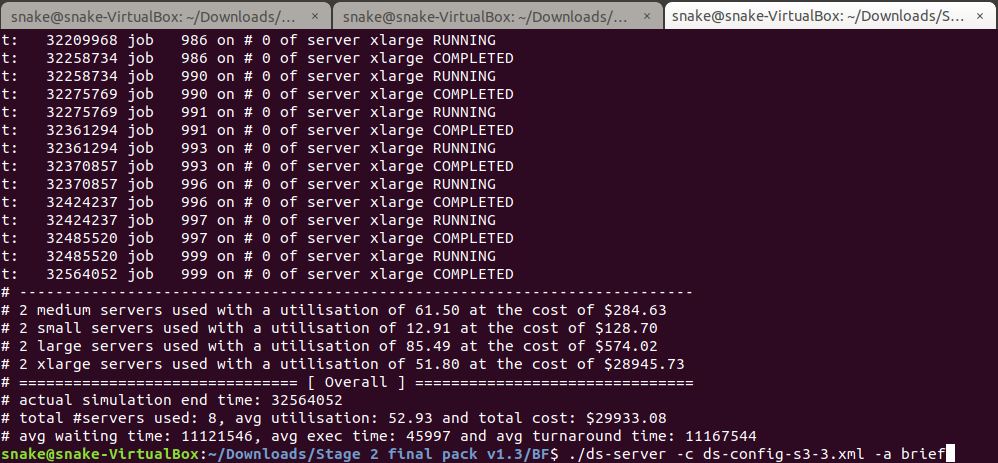 snake@snake-VirtualBox: ~/Downloads/... × snake@snake-VirtualBox: ~/Downloads/... × snake@snake-VirtualBox: ~/Downloads/S... ×
t:   32209968 job   986 on # 0 of server xlarge RUNNING
t:   32258734 job   986 on # 0 of server xlarge COMPLETED
t:   32258734 job   990 on # 0 of server xlarge RUNNING
t:   32275769 job   990 on # 0 of server xlarge COMPLETED
t:   32275769 job   991 on # 0 of server xlarge RUNNING
t:   32361294 job   991 on # 0 of server xlarge COMPLETED
t:   32361294 job   993 on # 0 of server xlarge RUNNING
t:   32370857 job   993 on # 0 of server xlarge COMPLETED
t:   32370857 job   996 on # 0 of server xlarge RUNNING
t:   32424237 job   996 on # 0 of server xlarge COMPLETED
t:   32424237 job   997 on # 0 of server xlarge RUNNING
t:   32485520 job   997 on # 0 of server xlarge COMPLETED
t:   32485520 job   999 on # 0 of server xlarge RUNNING
t:   32564052 job   999 on # 0 of server xlarge COMPLETED
# ---------------------------------------------------------------------------
# 2 medium servers used with a utilisation of 61.50 at the cost of $284.63
# 2 small servers used with a utilisation of 12.91 at the cost of $128.70
# 2 large servers used with a utilisation of 85.49 at the cost of $574.02
# 2 xlarge servers used with a utilisation of 51.80 at the cost of $28945.73
# =============================== [ Overall ] ===============================
# actual simulation end time: 32564052
# total #servers used: 8, avg utilisation: 52.93 and total cost: $29933.08
# avg waiting time: 11121546, avg exec time: 45997 and avg turnaround time: 11167544
snake@snake-VirtualBox:~/Downloads/Stage 2 final pack v1.3/BF$ ./ds-server -c ds-config-s3-3.xml -a brief